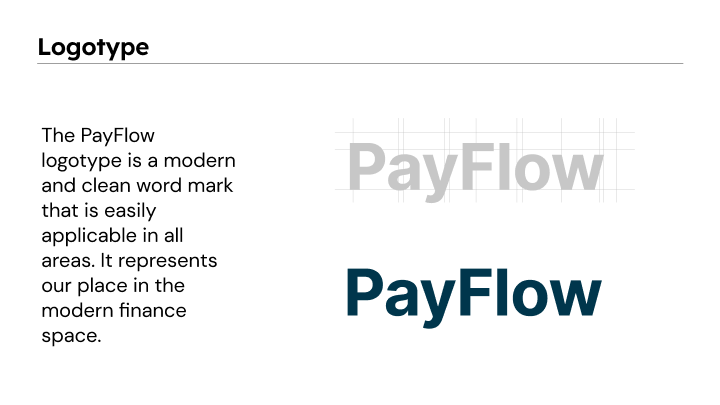 Logotype
The PayFlow
logotype is a modern
and clean word mark
that is easily
applicable in all
areas. It represents
our place in the
modern finance
space.
PayFlow
PayFlow